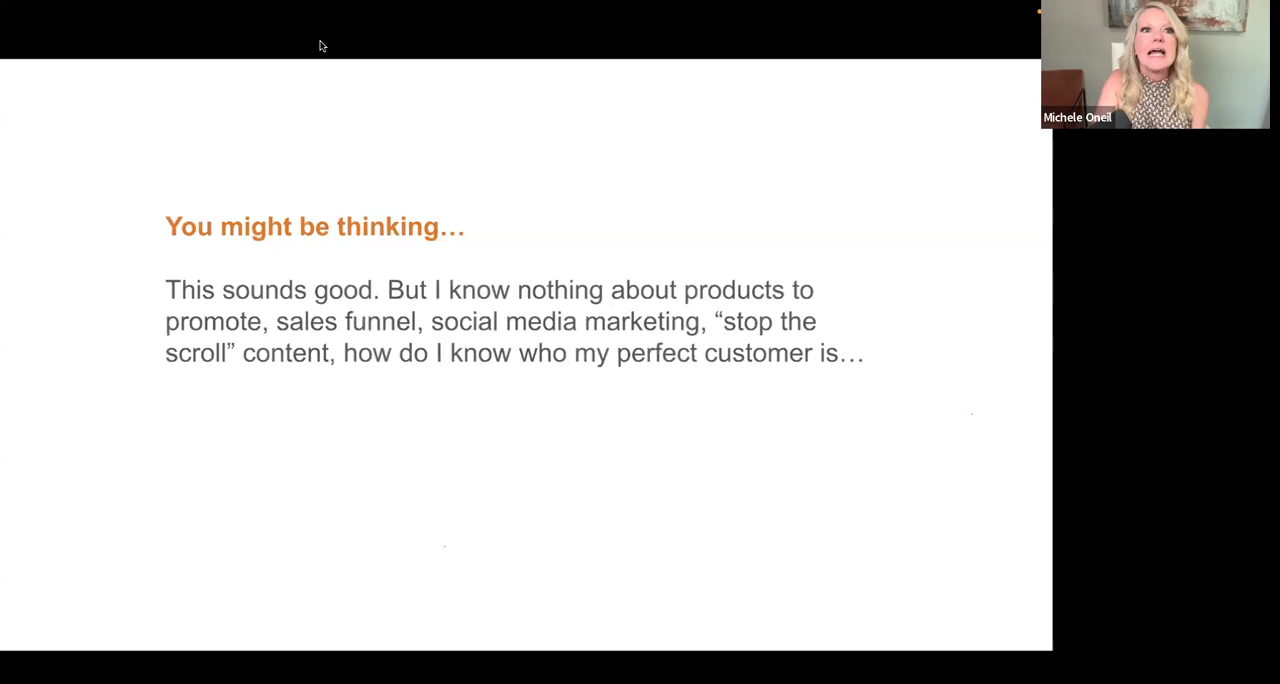 Michele Oneil
You might be thinking…
This sounds good. But I know nothing about products to
promote, sales funnel, social media marketing, “stop the
scroll” content, how do I know who my perfect customer is…